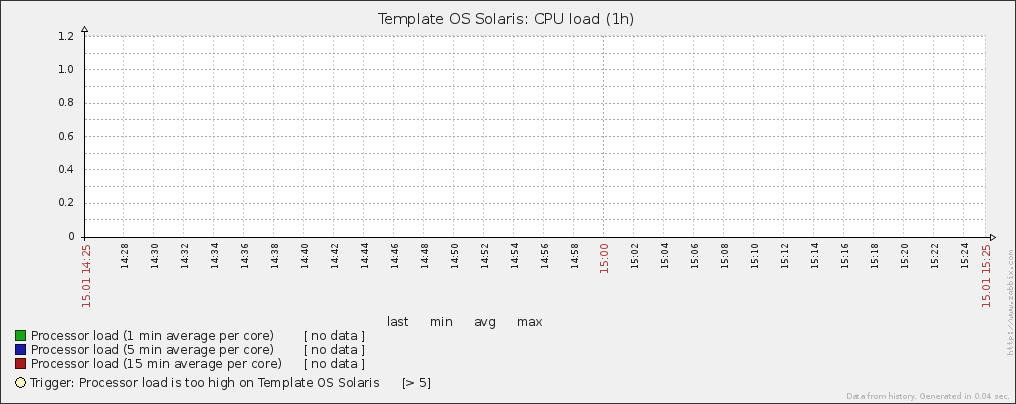 Template OS Solaris: CPU load (1h)
1.2
1.0
0.8
0.6
0.4
0.2
0
15.01 14:25 14:28 14:30 14:32 14:34 14:36 14:38 14:40 14:42 14:44 14:46 14:48 14:50 14:52 14:54 14:56 14:58 15:00 15:02 15:04 15:06 15:08 15:10 15:12 15:14 15:16 15:18 15:20 15:22 15:24 15.01 15:25
last min avg max
Processor load (1 min average per core) [ no data ]
Processor load (5 min average per core) [ no data ]
Processor load (15 min average per core) [ no data ]
Trigger: Processor load is too high on Template OS Solaris [> 5]
http://www.zabbix.com
Data from history. Generated in 0.04 sec.